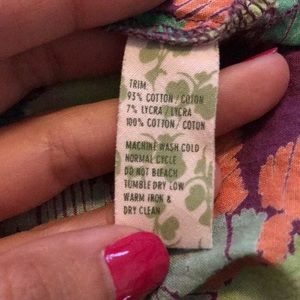 TRIM:
93% COTTON / COTON
7% LYCRA / LYCRA
100% COTTON / COTON
MACHINE WASH COLD
NORMAL CYCLE
DO NOT BLEACH
TUMBLE DRY LOW
WARM IRON &
DRY CLEAN